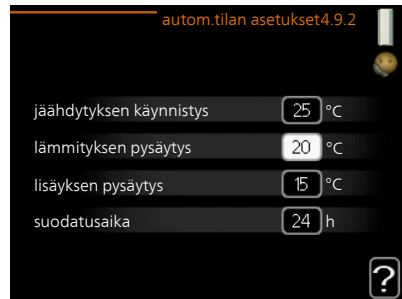 autom.tilan asetukset4.9.2
jäähdytyksen käynnistys 25 °C
lämmityksen pysäytys 20 °C
lisäyksen pysäytys 15 °C
suodatusaika 24 h
?